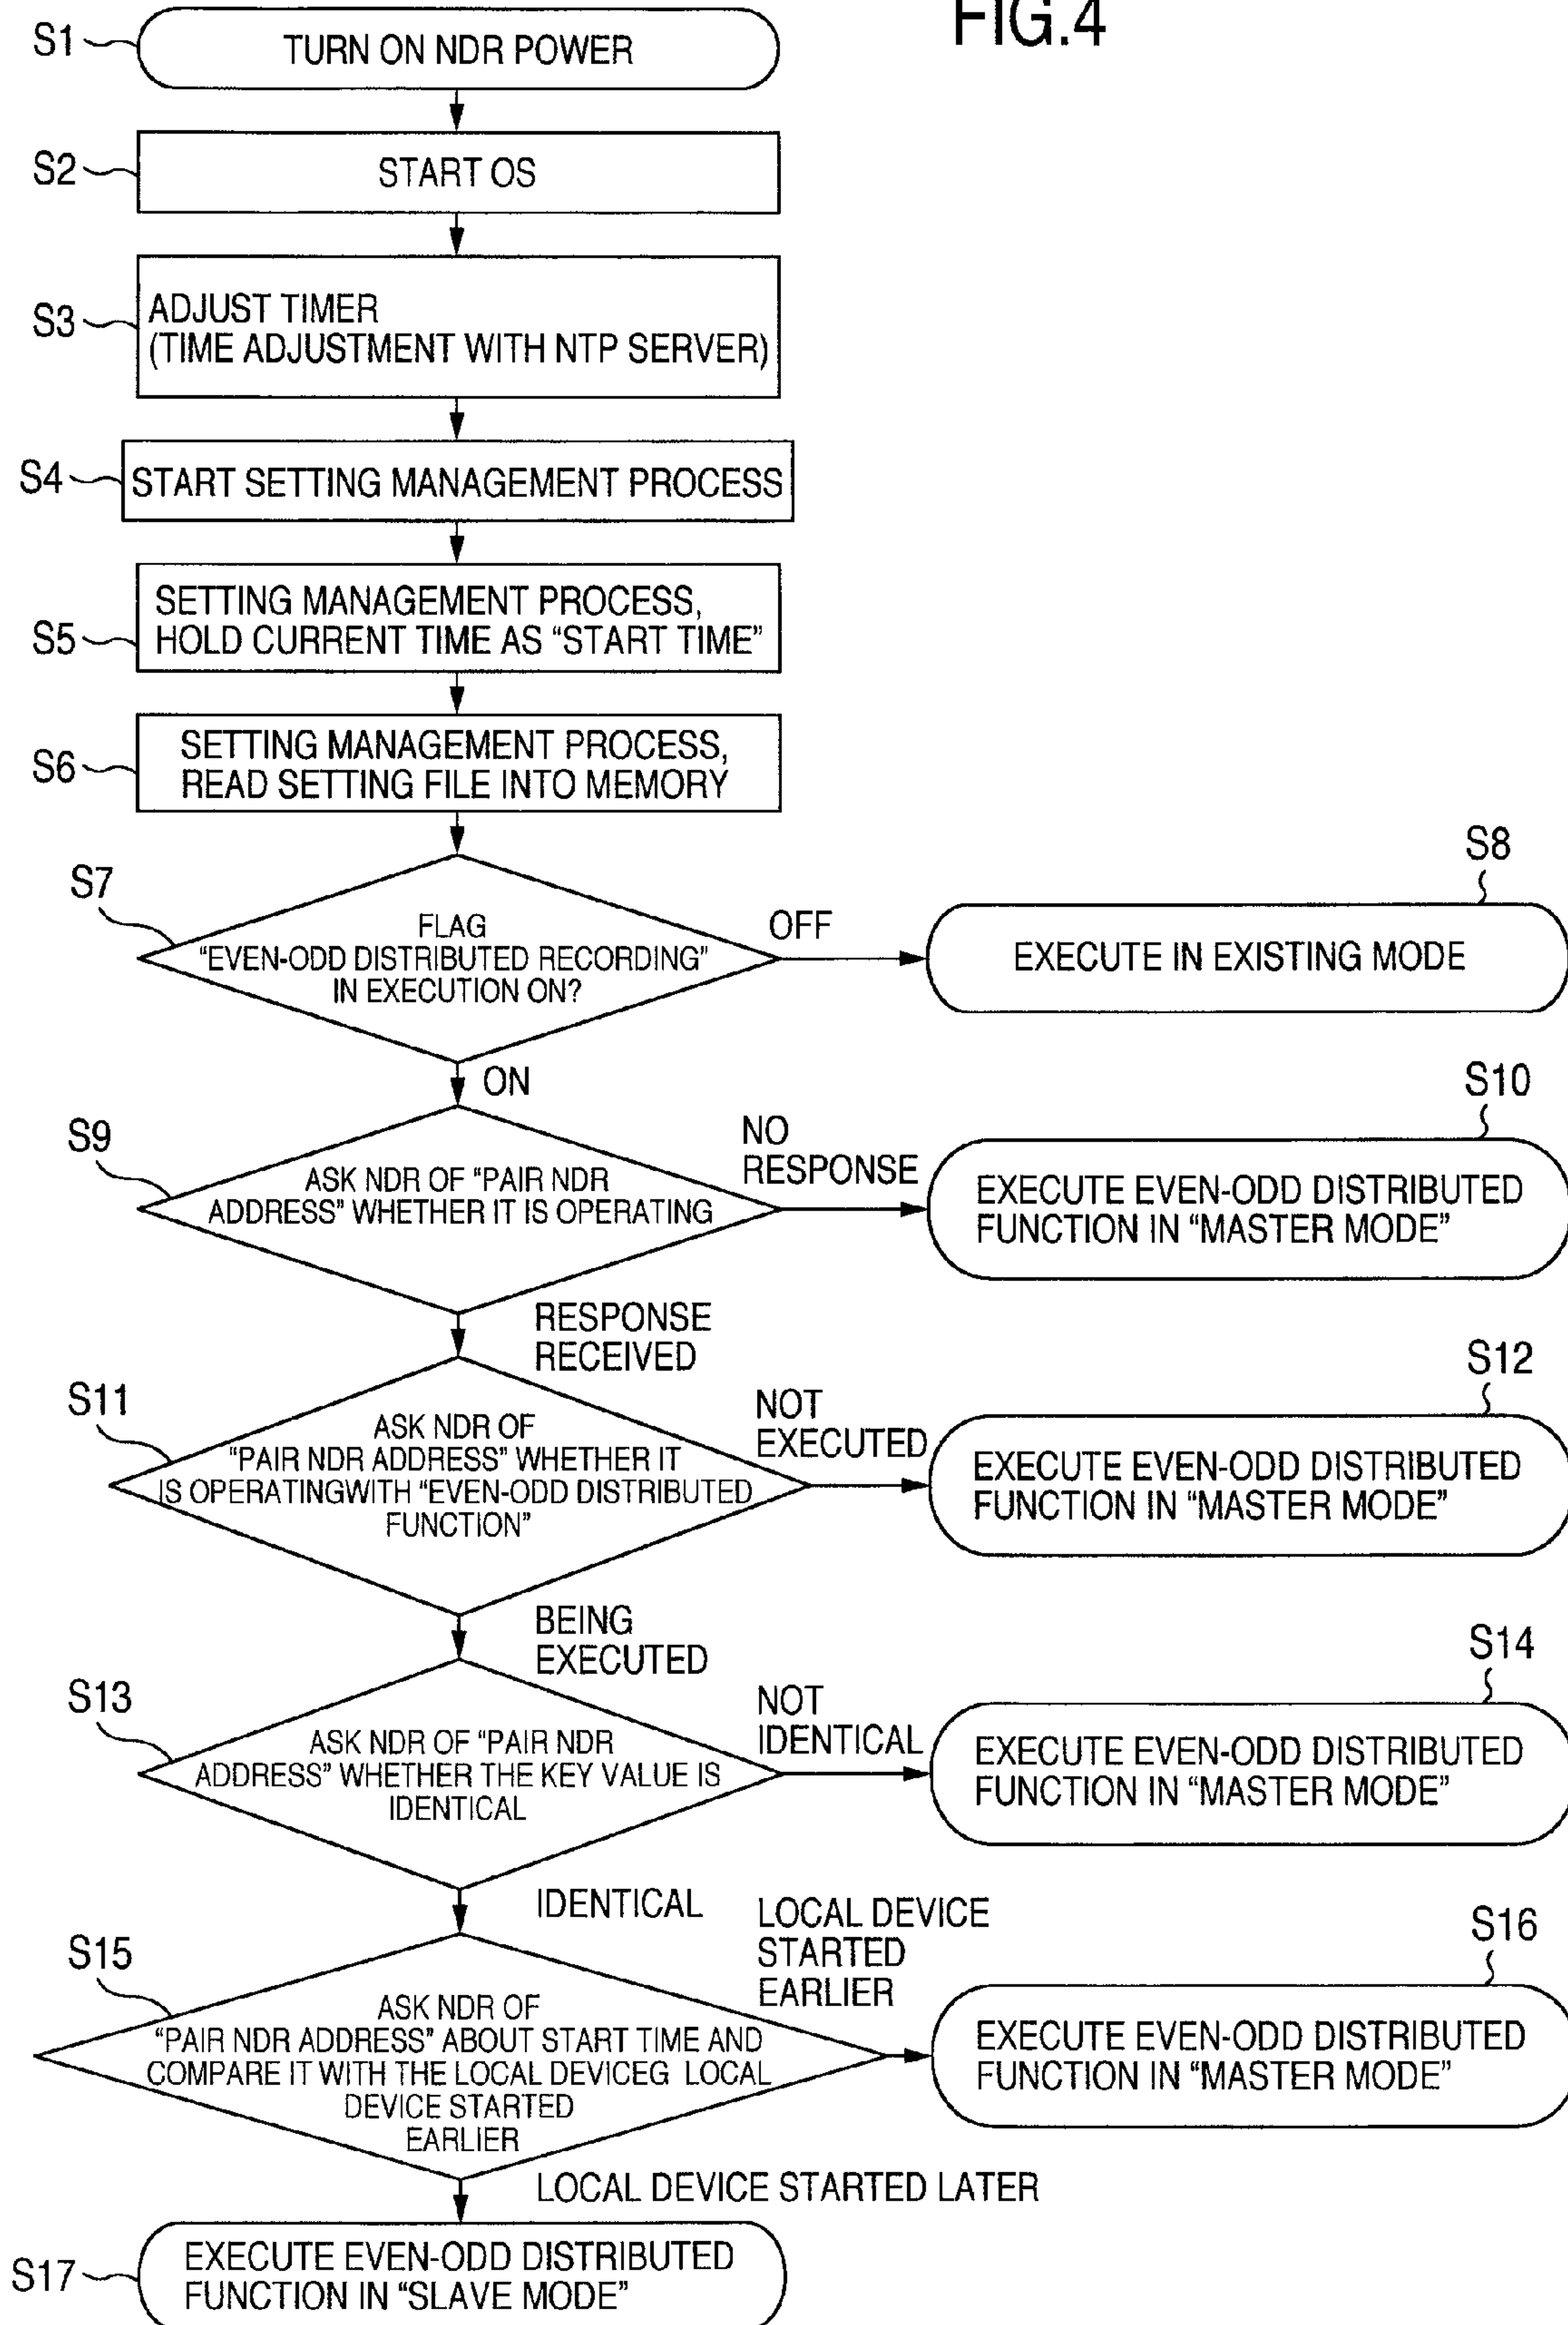 FIG.4
S1
TURN ON NDR POWER
S2
START OS
S3
ADJUST TIMER
(TIME ADJUSTMENT WITH NTP SERVER)
S4
START SETTING MANAGEMENT PROCESS
S5
SETTING MANAGEMENT PROCESS,
HOLD CURRENT TIME AS “START TIME”
S6
SETTING MANAGEMENT PROCESS,
READ SETTING FILE INTO MEMORY
S7
FLAG
“EVEN-ODD DISTRIBUTED RECORDING”
IN EXECUTION ON?
OFF
S8
EXECUTE IN EXISTING MODE
ON
S9
ASK NDR OF “PAIR NDR
ADDRESS” WHETHER IT IS OPERATING
NO
RESPONSE
S10
EXECUTE EVEN-ODD DISTRIBUTED
FUNCTION IN “MASTER MODE”
RESPONSE
RECEIVED
S11
ASK NDR OF
“PAIR NDR ADDRESS” WHETHER IT
IS OPERATINGWITH “EVEN-ODD DISTRIBUTED
FUNCTION”
NOT
EXECUTED
S12
EXECUTE EVEN-ODD DISTRIBUTED
FUNCTION IN “MASTER MODE”
BEING
EXECUTED
S13
ASK NDR OF “PAIR NDR
ADDRESS” WHETHER THE KEY VALUE IS
IDENTICAL
NOT
IDENTICAL
S14
EXECUTE EVEN-ODD DISTRIBUTED
FUNCTION IN “MASTER MODE”
IDENTICAL
S15
ASK NDR OF
“PAIR NDR ADDRESS” ABOUT START TIME AND
COMPARE IT WITH THE LOCAL DEVICEG LOCAL
DEVICE STARTED
EARLIER
LOCAL DEVICE
STARTED
EARLIER
S16
EXECUTE EVEN-ODD DISTRIBUTED
FUNCTION IN “MASTER MODE”
LOCAL DEVICE STARTED LATER
S17
EXECUTE EVEN-ODD DISTRIBUTED
FUNCTION IN “SLAVE MODE”